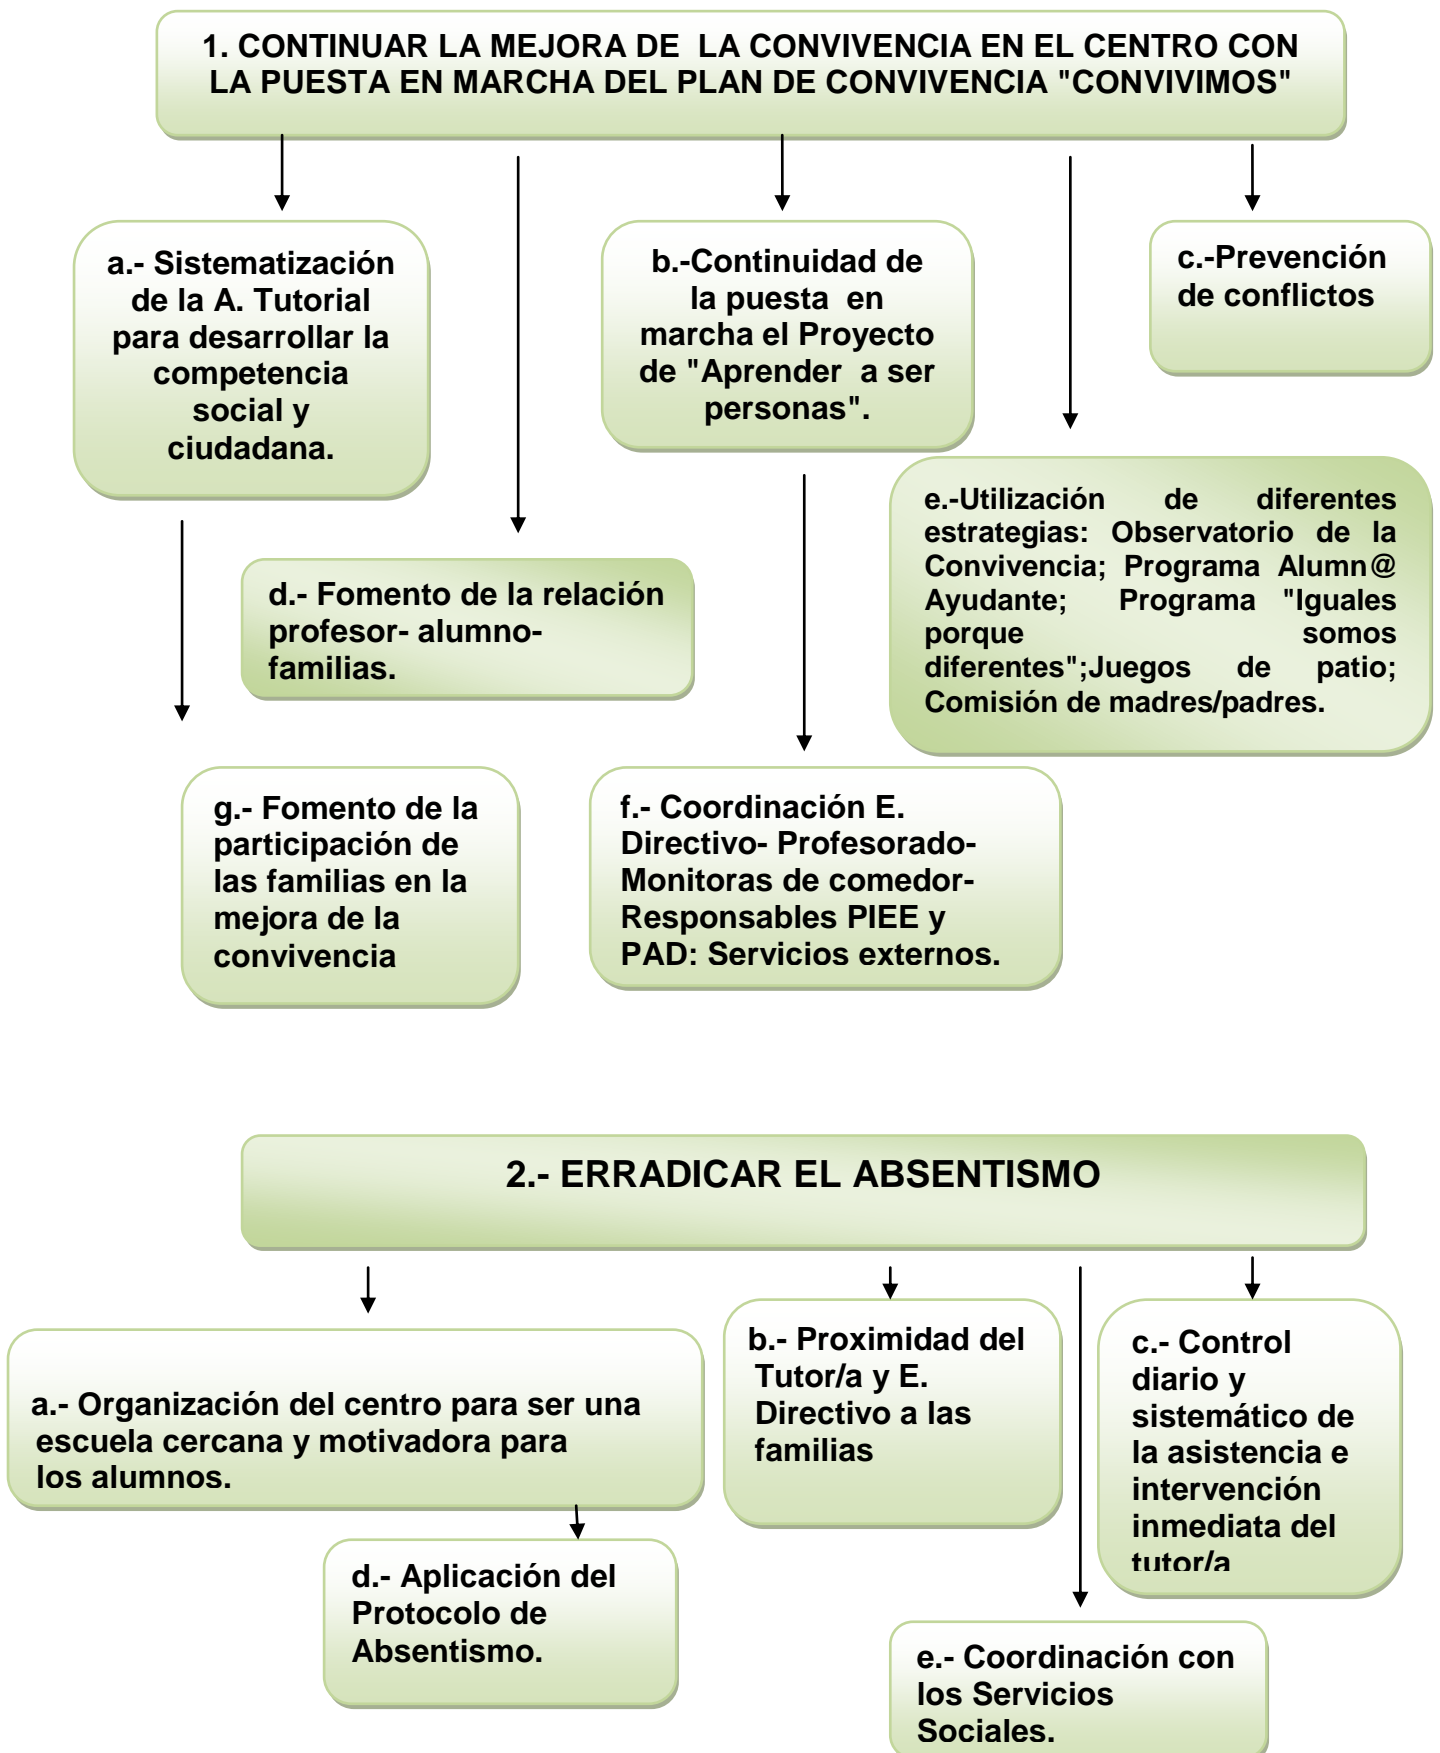 1. CONTINUAR LA MEJORA DE LA CONVIVENCIA EN EL CENTRO CON
LA PUESTA EN MARCHA DEL PLAN DE CONVIVENCIA "CONVIVIMOS"
a.- Sistematización
de la A. Tutorial
para desarrollar la
competencia
social y
ciudadana.
b.-Continuidad de
la puesta en
marcha el Proyecto
de "Aprender a ser
personas".
c.-Prevención
de conflictos
d.- Fomento de la relación
profesor- alumno-
familias.
e.-Utilización de diferentes
estrategias: Observatorio de la
Convivencia; Programa Alumn@
Ayudante; Programa "Iguales
porque somos
diferentes";Juegos de patio;
Comisión de madres/padres.
g.- Fomento de la
participación de
las familias en la
mejora de la
convivencia
f.- Coordinación E.
Directivo- Profesorado-
Monitoras de comedor-
Responsables PIEE y
PAD: Servicios externos.
2.- ERRADICAR EL ABSENTISMO
a.- Organización del centro para ser una
escuela cercana y motivadora para
los alumnos.
b.- Proximidad del
Tutor/a y E.
Directivo a las
familias
c.- Control
diario y
sistemático de
la asistencia e
intervención
inmediata del
tutor/a
d.- Aplicación del
Protocolo de
Absentismo.
e.- Coordinación con
los Servicios
Sociales.